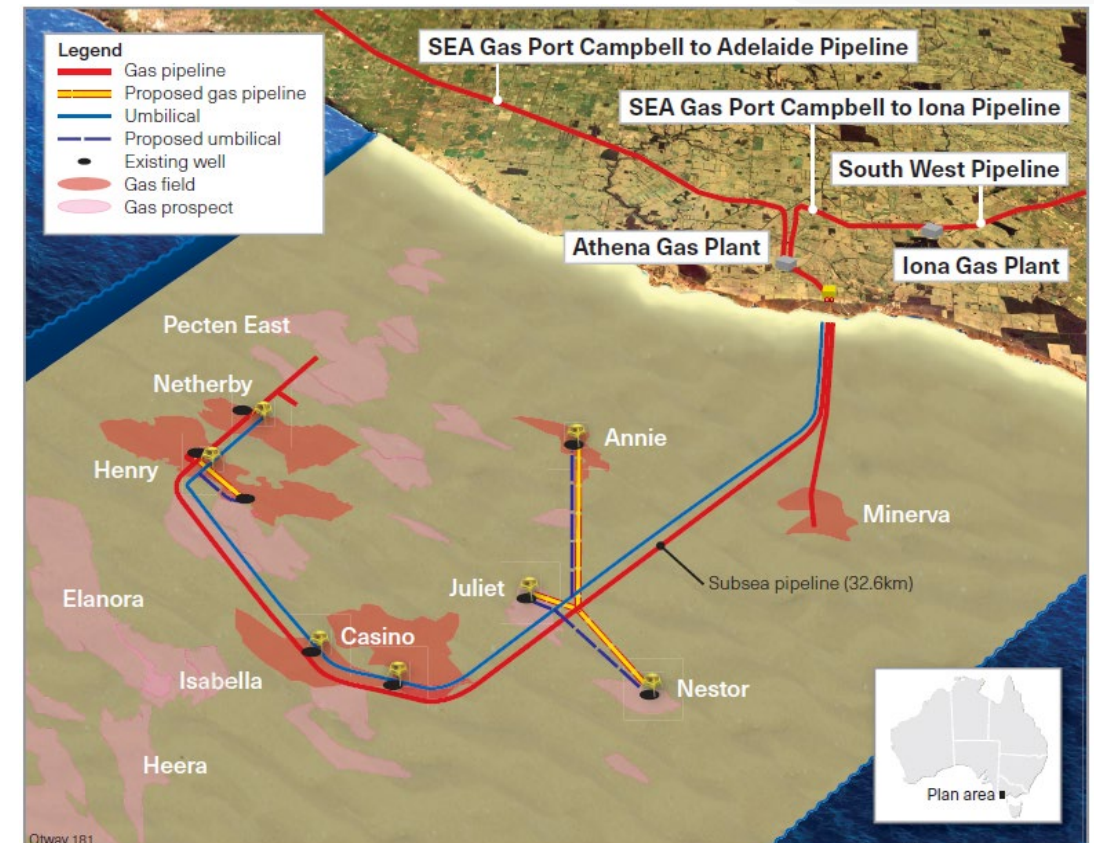 Legend
Gas pipeline
Proposed gas pipeline
Umbilical
Proposed umbilical
Existing well
Gas field
Gas prospect
SEA Gas Port Campbell to Adelaide Pipeline
SEA Gas Port Campbell to Iona Pipeline
South West Pipeline
Athena Gas Plant
Iona Gas Plant
Pecten East
Netherby
Henry
Annie
Minerva
Subsea pipeline (32.6km)
Juliet
Elanora
Casino
Isabella
Nestor
Heera
Plan area
Otway 181